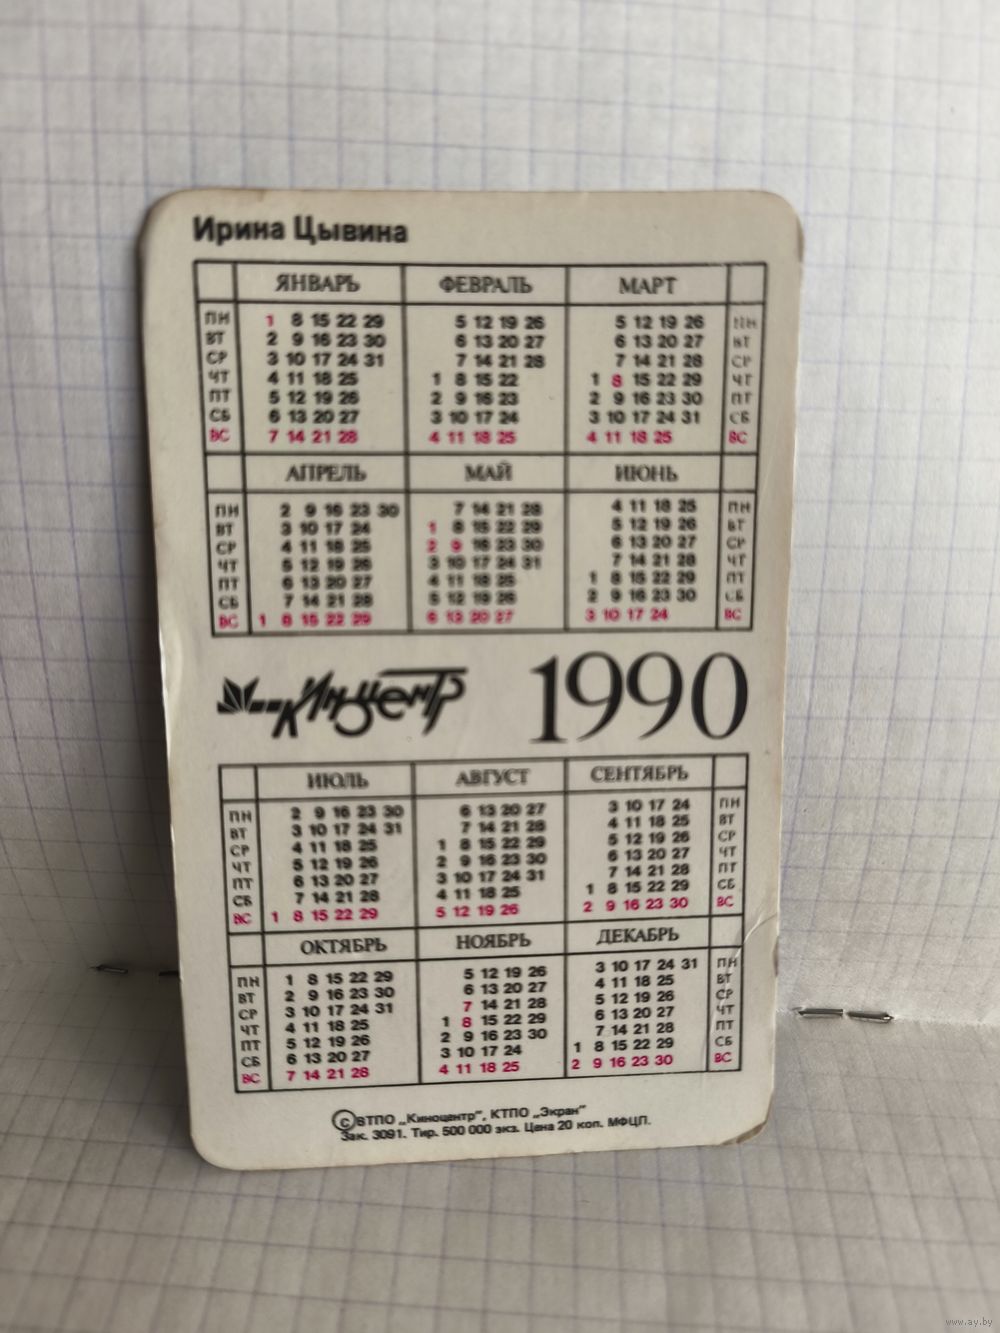 Ирина Цывина
ЯНВАРЬ ФЕВРАЛЬ МАРТ
ПН 1 8 15 22 29 5 12 19 26 5 12 19 26 ПН
ВТ 2 9 16 23 30 6 13 20 27 6 13 20 27 ВТ
СР 3 10 17 24 31 7 14 21 28 7 14 21 28 СР
ЧТ 4 11 18 25 1 8 15 22 1 8 15 22 29 ЧТ
ПТ 5 12 19 26 2 9 16 23 2 9 16 23 30 ПТ
СБ 6 13 20 27 3 10 17 24 3 10 17 24 31 СБ
ВС 7 14 21 28 4 11 18 25 4 11 18 25 ВС
АПРЕЛЬ МАЙ ИЮНЬ
ПН 2 9 16 23 30 7 14 21 28 4 11 18 25 ПН
ВТ 3 10 17 24 1 8 15 22 29 5 12 19 26 ВТ
СР 4 11 18 25 2 9 16 23 30 6 13 20 27 СР
ЧТ 5 12 19 26 3 10 17 24 31 7 14 21 28 ЧТ
ПТ 6 13 20 27 4 11 18 25 1 8 15 22 29 ПТ
СБ 7 14 21 28 5 12 19 26 2 9 16 23 30 СБ
ВС 1 8 15 22 29 6 13 20 27 3 10 17 24 ВС
Киноцентр 1990
ИЮЛЬ АВГУСТ СЕНТЯБРЬ
ПН 2 9 16 23 30 6 13 20 27 3 10 17 24 ПН
ВТ 3 10 17 24 31 7 14 21 28 4 11 18 25 ВТ
СР 4 11 18 25 1 8 15 22 29 5 12 19 26 СР
ЧТ 5 12 19 26 2 9 16 23 30 6 13 20 27 ЧТ
ПТ 6 13 20 27 3 10 17 24 31 7 14 21 28 ПТ
СБ 7 14 21 28 4 11 18 25 1 8 15 22 29 СБ
ВС 1 8 15 22 29 5 12 19 26 2 9 16 23 30 ВС
ОКТЯБРЬ НОЯБРЬ ДЕКАБРЬ
ПН 1 8 15 22 29 5 12 19 26 3 10 17 24 31 ПН
ВТ 2 9 16 23 30 6 13 20 27 4 11 18 25 ВТ
СР 3 10 17 24 31 7 14 21 28 5 12 19 26 СР
ЧТ 4 11 18 25 1 8 15 22 29 6 13 20 27 ЧТ
ПТ 5 12 19 26 2 9 16 23 30 7 14 21 28 ПТ
СБ 6 13 20 27 3 10 17 24 1 8 15 22 29 СБ
ВС 7 14 21 28 4 11 18 25 2 9 16 23 30 ВС
© ВТПО „Киноцентр", КТПО „Экран"
Зак. 3091. Тир. 500 000 экз. Цена 20 коп. МФЦП.
www.ay.by